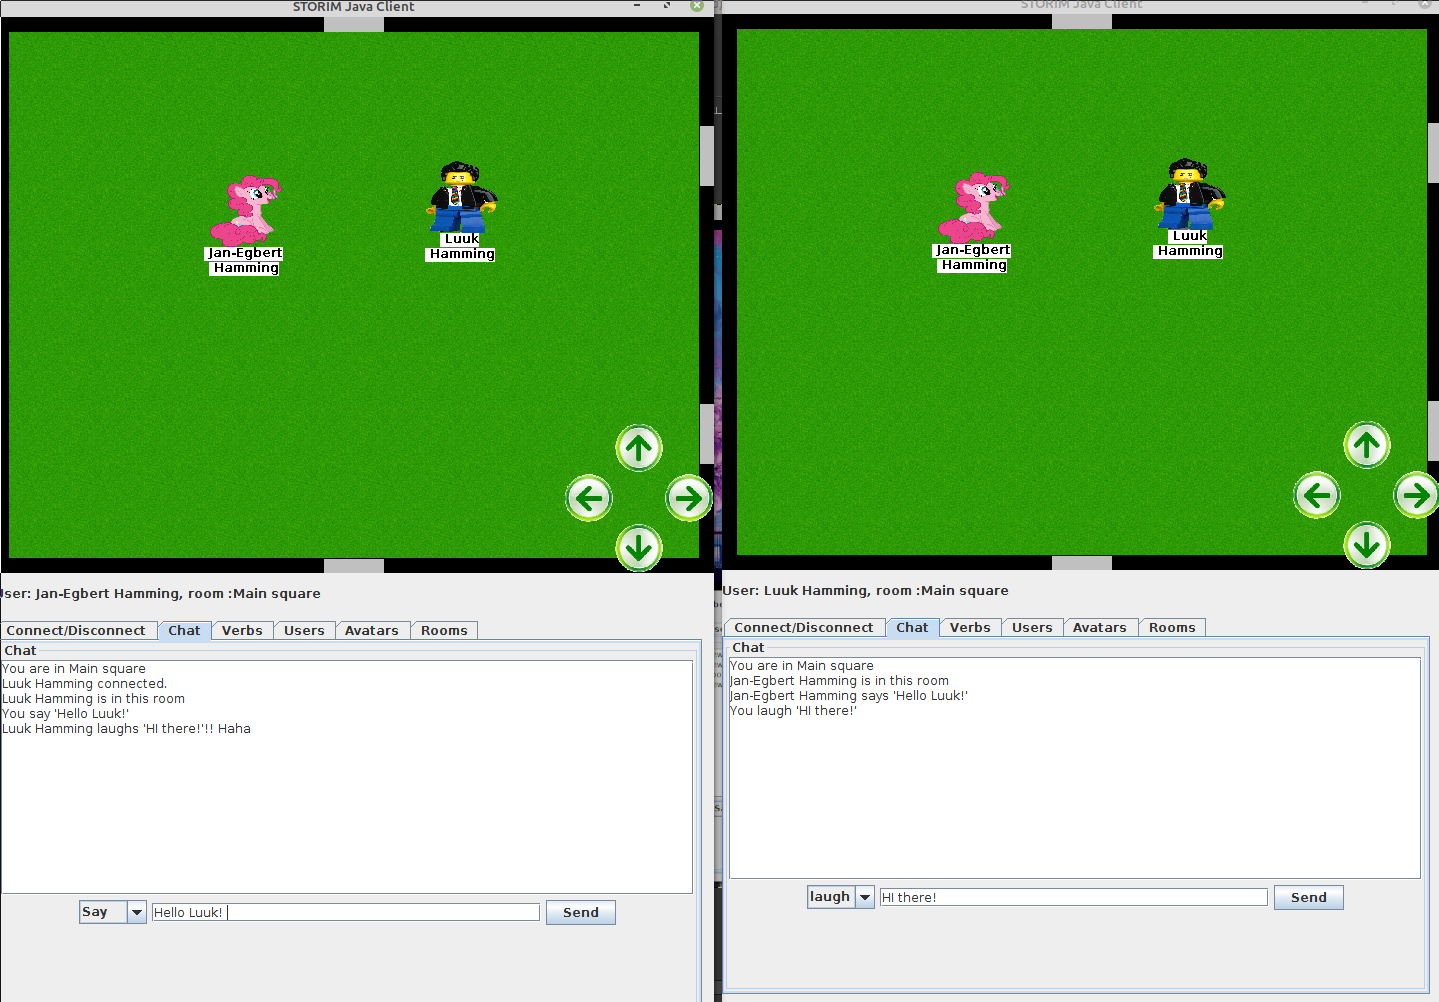 STORIM Java Client
Jan-Egbert
Hamming
Luuk
Hamming
User: Jan-Egbert Hamming, room :Main square
Connect/Disconnect Chat Verbs Users Avatars Rooms
Chat
You are in Main square
Luuk Hamming connected.
Luuk Hamming is in this room
You say 'Hello Luuk!'
Luuk Hamming laughs 'HI there!'!! Haha
Say Hello Luuk! Send
STORIM Java Client
Jan-Egbert
Hamming
Luuk
Hamming
User: Luuk Hamming, room :Main square
Connect/Disconnect Chat Verbs Users Avatars Rooms
Chat
You are in Main square
Jan-Egbert Hamming is in this room
Jan-Egbert Hamming says 'Hello Luuk!'
You laugh 'HI there!'
laugh HI there! Send